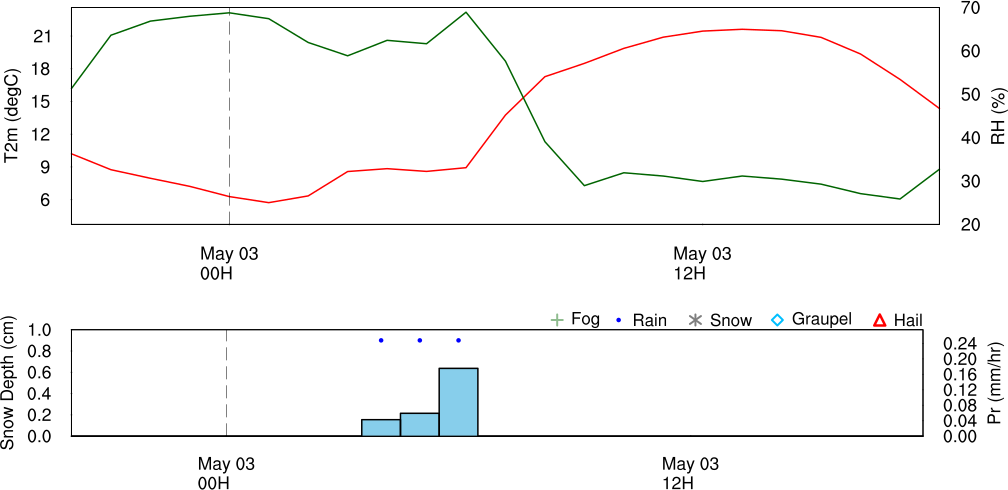 T2m (degC)
21
18
15
12
9
6
70
60
50
40
30
20
RH (%)
May 03
00H
May 03
12H
Fog
Rain
Snow
Graupel
Hail
Snow Depth (cm)
1.0
0.8
0.6
0.4
0.2
0.0
0.24
0.20
0.16
0.12
0.08
0.04
0.00
Pr (mm/hr)
May 03
00H
May 03
12H